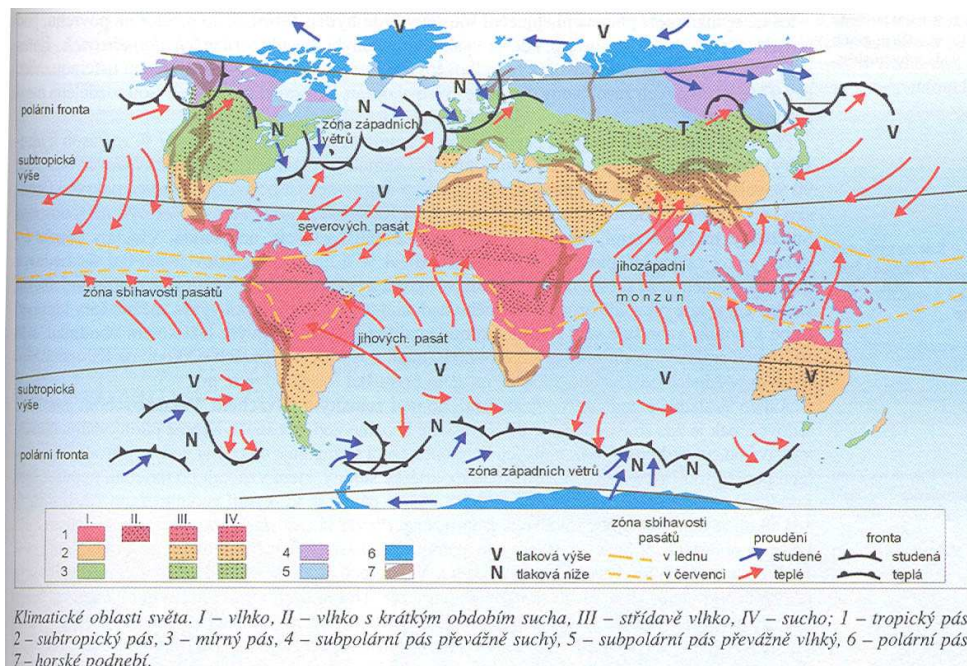 V
V
polární fronta
N
N
N
zóna západních
větrů
T
V
V
subtropická
výše
V
severových. pasát
jihozápadní
monzun
zóna sbíhavosti pasátů
jihových. pasát
subtropická
výše
V
V
V
V
polární fronta
N
N
N
N
zóna západních větrů
I. II. III. IV.
1
2
3
4
5
6
7
V tlaková výše
N tlaková níže
zóna sbíhavosti
pasátů
v lednu
v červenci
proudění
studené
teplé
fronta
studená
teplá
Klimatické oblasti světa. I – vlhko, II – vlhko s krátkým obdobím sucha, III – střídavě vlhko, IV – sucho; 1 – tropický pás
2 – subtropický pás, 3 – mírný pás, 4 – subpolární pás převážně suchý, 5 – subpolární pás převážně vlhký, 6 – polární pás
7 – horské podnebí.